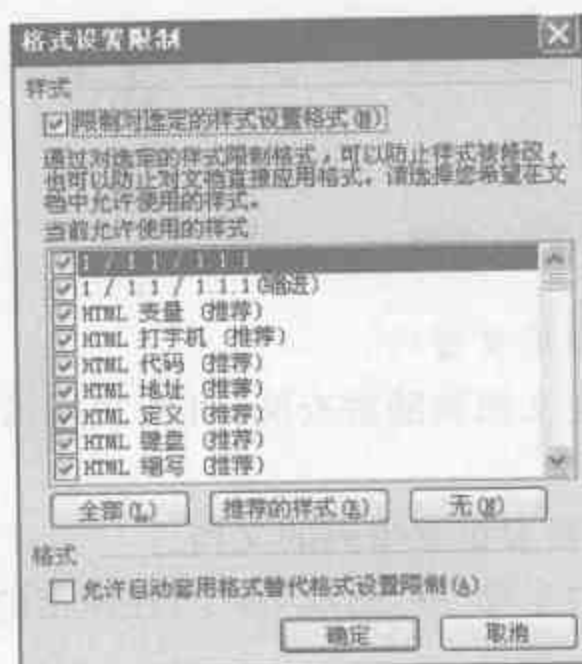 格式设置限制
样式
限制对选定的样式设置格式(M)
通过对选定的样式限制格式，可以防止样式被修改，
也可以防止对文档直接应用格式。请选择您希望在文
档中允许使用的样式。
当前允许使用的样式
1 / 1 1 / 1 1 1
1 / 1 1 / 1 1 1(缩进)
HTML 变量 (推荐)
HTML 打字机 (推荐)
HTML 代码 (推荐)
HTML 地址 (推荐)
HTML 定义 (推荐)
HTML 键盘 (推荐)
HTML 缩写 (推荐)
全部(L) 推荐的样式(R) 无(N)
格式
允许自动套用格式替代格式设置限制(A)
确定 取消